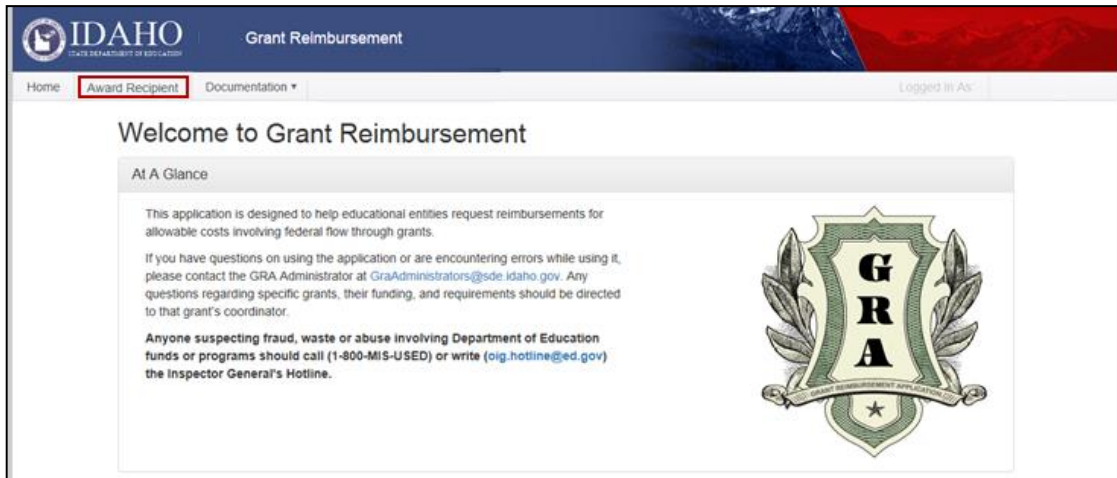 IDAHO
STATE DEPARTMENT OF EDUCATION
Grant Reimbursement
Home Award Recipient Documentation ▾ Logged In As
Welcome to Grant Reimbursement
At A Glance
This application is designed to help educational entities request reimbursements for
allowable costs involving federal flow through grants.
If you have questions on using the application or are encountering errors while using it,
please contact the GRA Administrator at GraAdministrators@sde.idaho.gov. Any
questions regarding specific grants, their funding, and requirements should be directed
to that grant's coordinator.
Anyone suspecting fraud, waste or abuse involving Department of Education
funds or programs should call (1-800-MIS-USED) or write (oig.hotline@ed.gov)
the Inspector General's Hotline.
G
R
A
GRANT REIMBURSEMENT APPLICATION